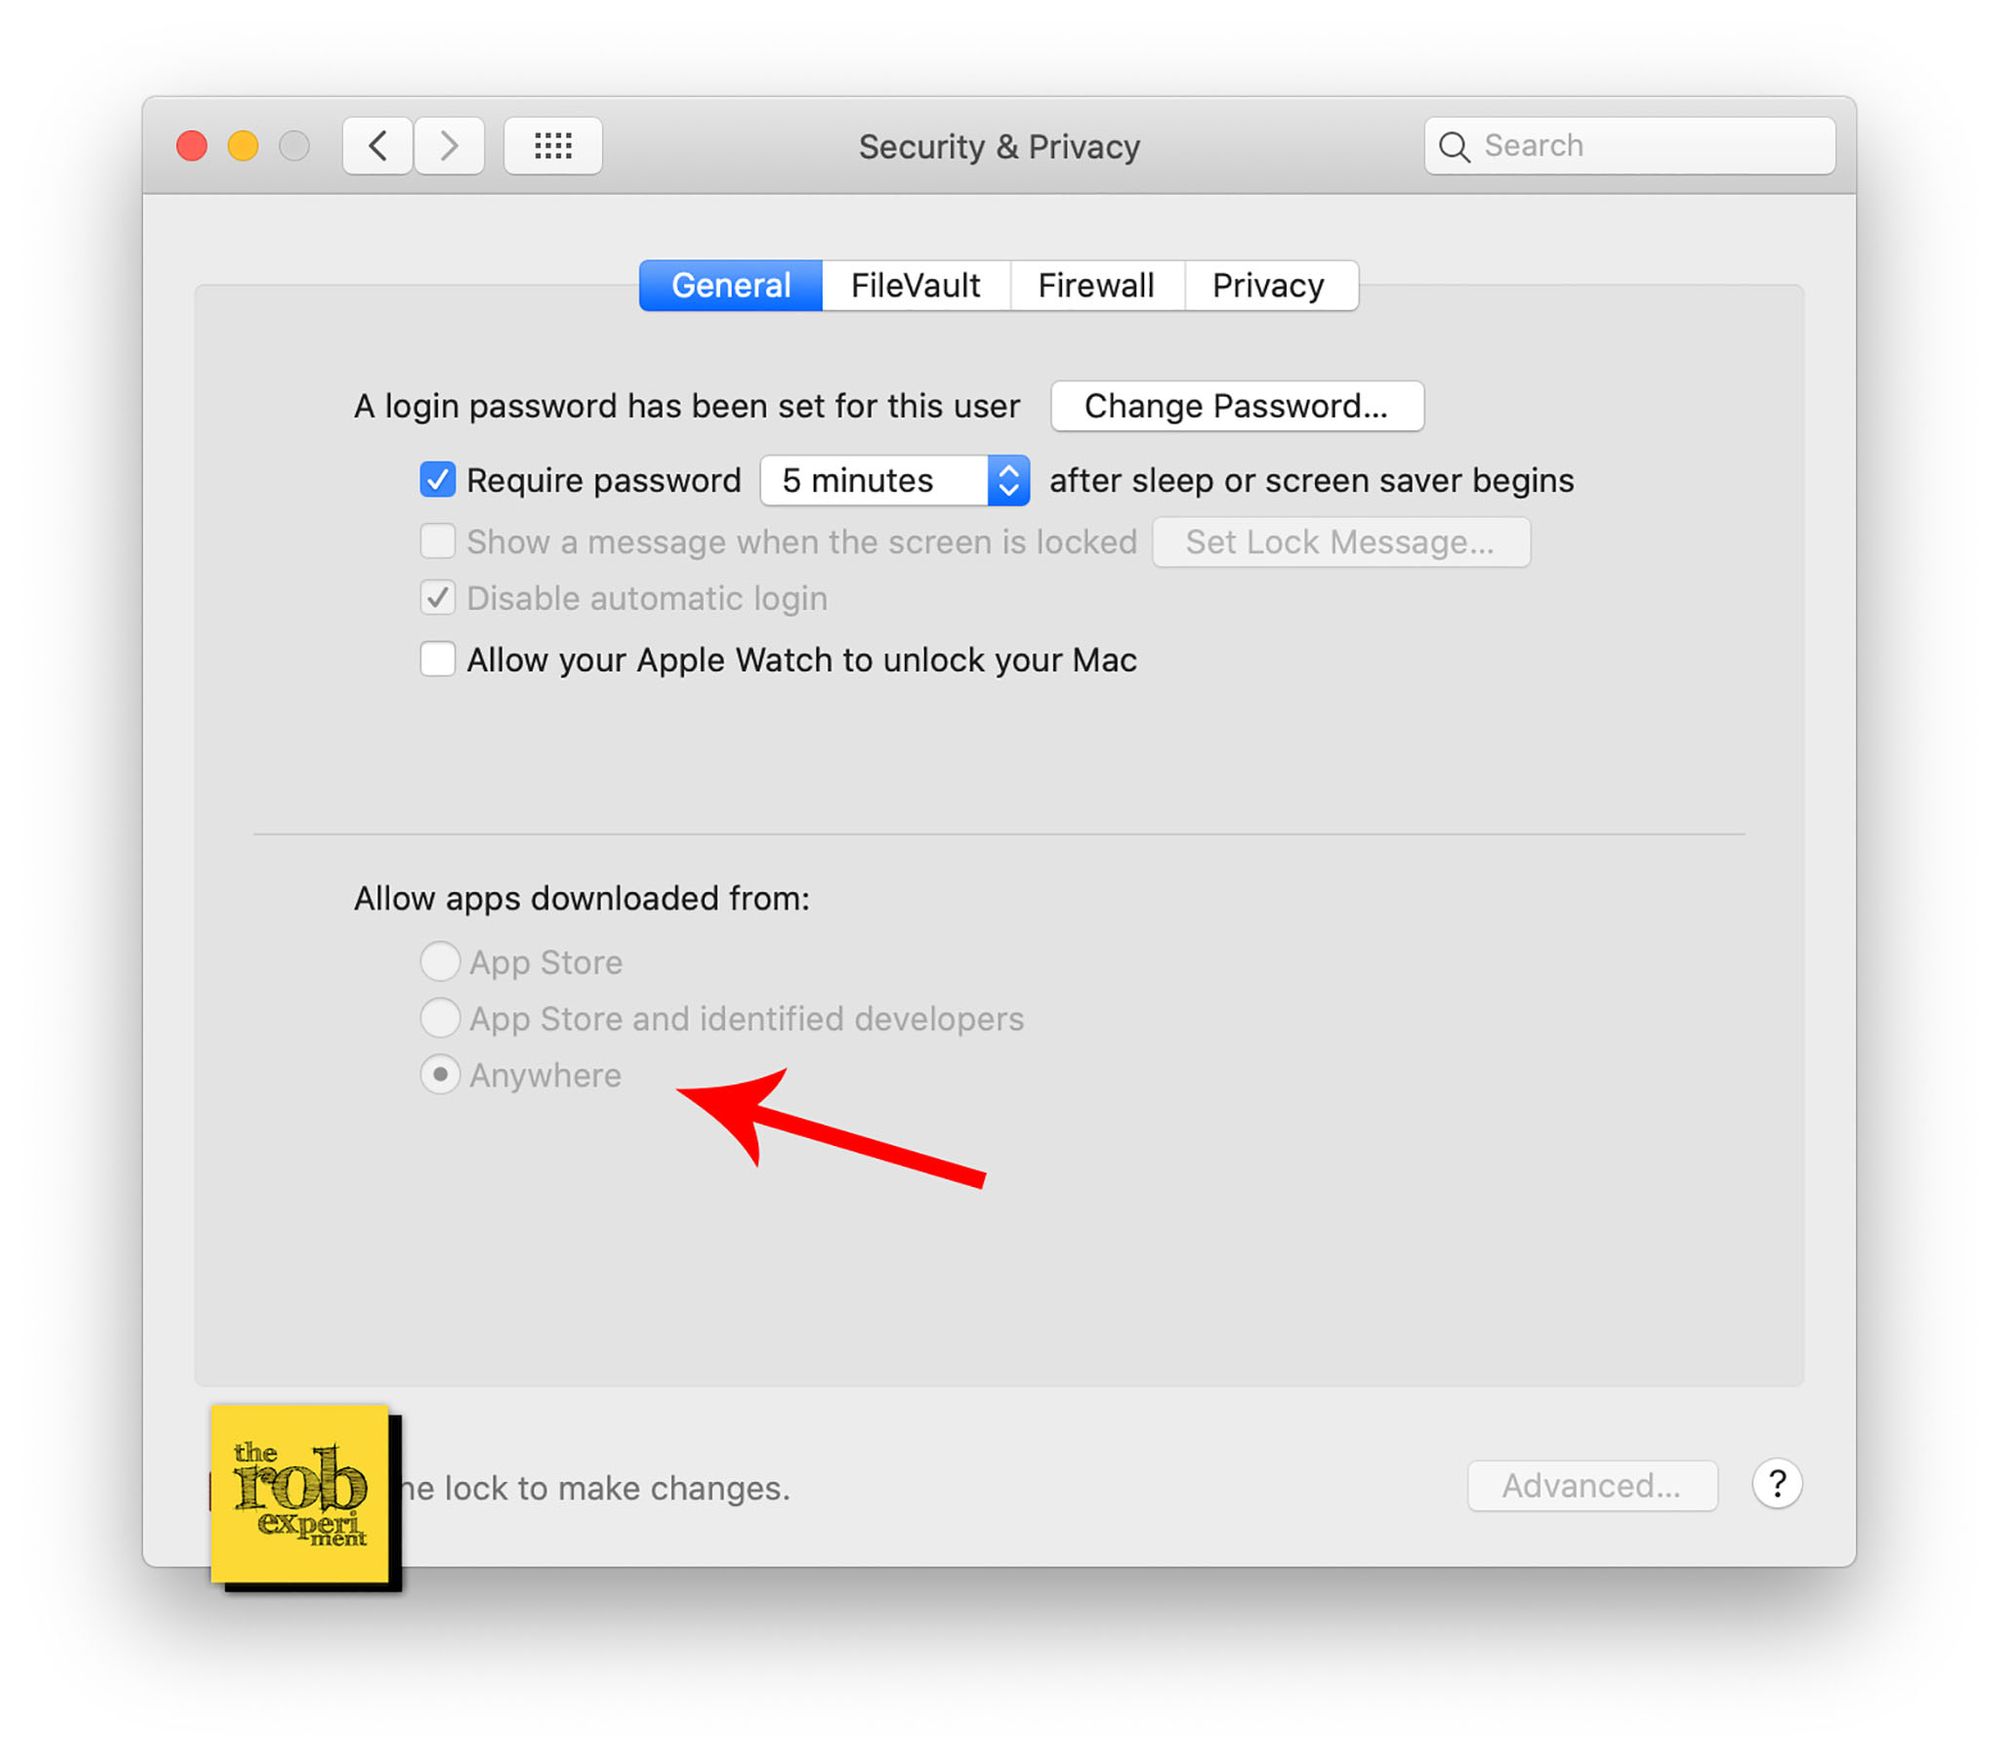 Security & Privacy
Search
General FileVault Firewall Privacy
A login password has been set for this user Change Password...
Require password 5 minutes after sleep or screen saver begins
Show a message when the screen is locked Set Lock Message...
Disable automatic login
Allow your Apple Watch to unlock your Mac
Allow apps downloaded from:
App Store
App Store and identified developers
Anywhere
the
rob
experi
ment
lock to make changes.
Advanced... ?